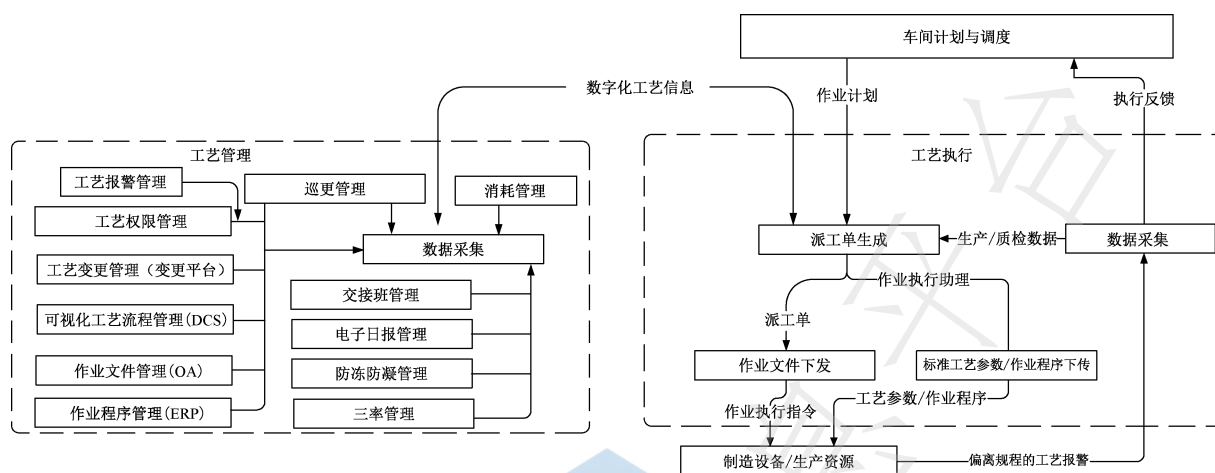 车间计划与调度
数字化工艺信息
作业计划
执行反馈
工艺管理
工艺执行
工艺报警管理
巡更管理
消耗管理
工艺权限管理
数据采集
派工单生成
生产/质检数据
数据采集
工艺变更管理（变更平台）
交接班管理
作业执行助理
可视化工艺流程管理(DCS)
派工单
电子日报管理
作业文件管理(OA)
防冻防凝管理
作业文件下发
标准工艺参数/作业程序下传
作业程序管理(ERP)
三率管理
作业执行指令
工艺参数/作业程序
制造设备/生产资源
偏离规程的工艺报警